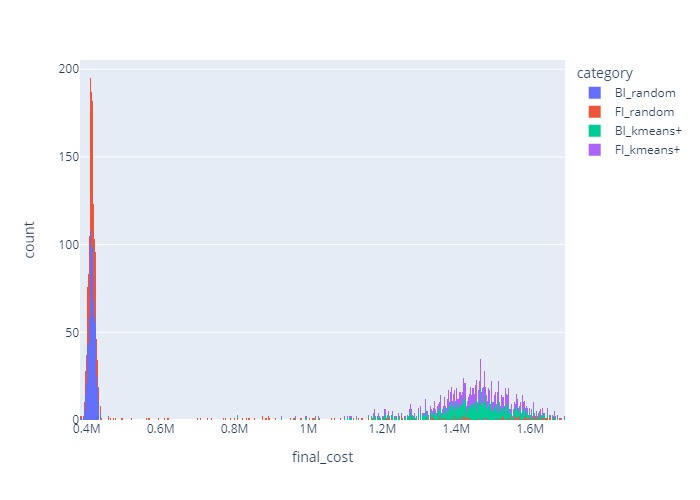 200
150
100
50
0
count
0.4M 0.6M 0.8M 1M 1.2M 1.4M 1.6M
final_cost
category
BI_random
FI_random
BI_kmeans+
FI_kmeans+